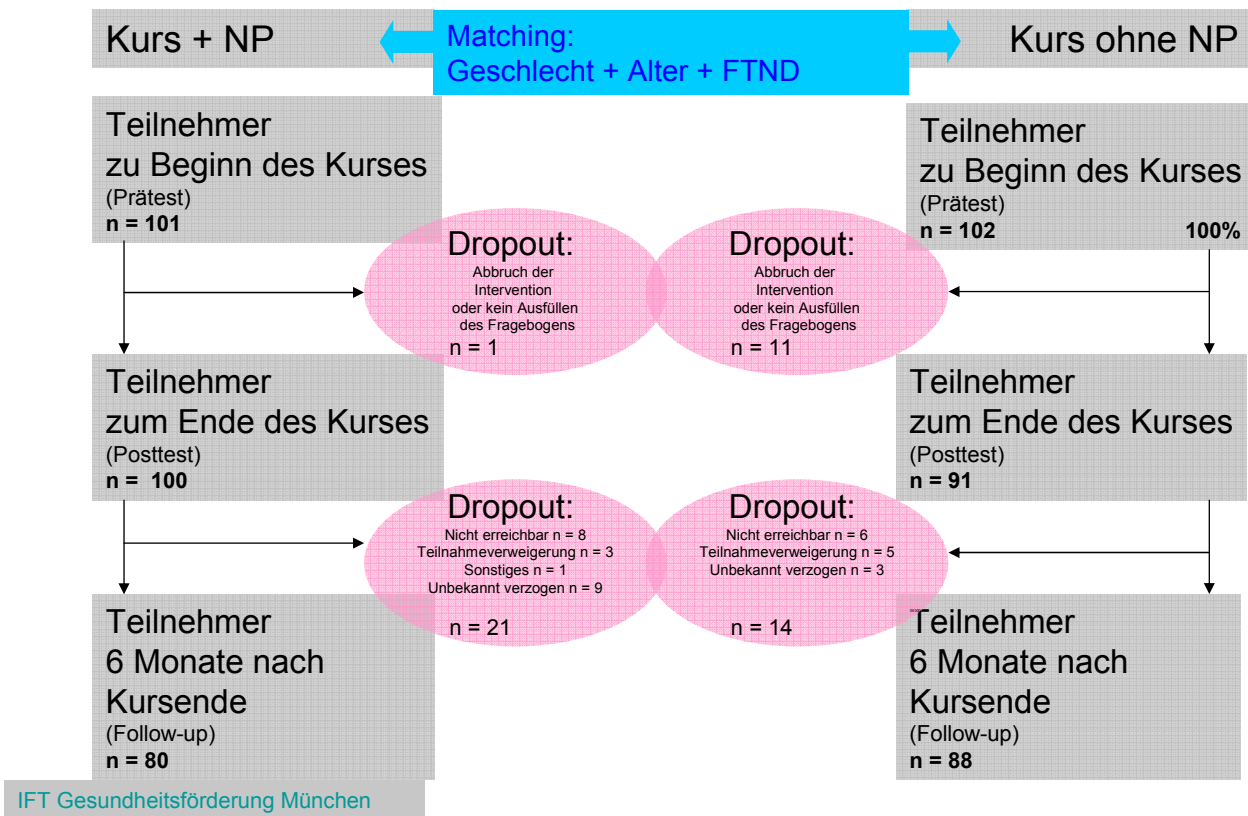 Kurs + NP
Matching:
Geschlecht + Alter + FTND
Kurs ohne NP
Teilnehmer
zu Beginn des Kurses
(Prätest)
n = 101
Teilnehmer
zu Beginn des Kurses
(Prätest)
n = 102 100%
Dropout:
Abbruch der
Intervention
oder kein Ausfüllen
des Fragebogens
n = 1
Dropout:
Abbruch der
Intervention
oder kein Ausfüllen
des Fragebogens
n = 11
Teilnehmer
zum Ende des Kurses
(Posttest)
n = 100
Teilnehmer
zum Ende des Kurses
(Posttest)
n = 91
Dropout:
Nicht erreichbar n = 8
Teilnahmeverweigerung n = 3
Sonstiges n = 1
Unbekannt verzogen n = 9
n = 21
Dropout:
Nicht erreichbar n = 6
Teilnahmeverweigerung n = 5
Unbekannt verzogen n = 3
n = 14
Teilnehmer
6 Monate nach
Kursende
(Follow-up)
n = 80
Teilnehmer
6 Monate nach
Kursende
(Follow-up)
n = 88
IFT Gesundheitsförderung München